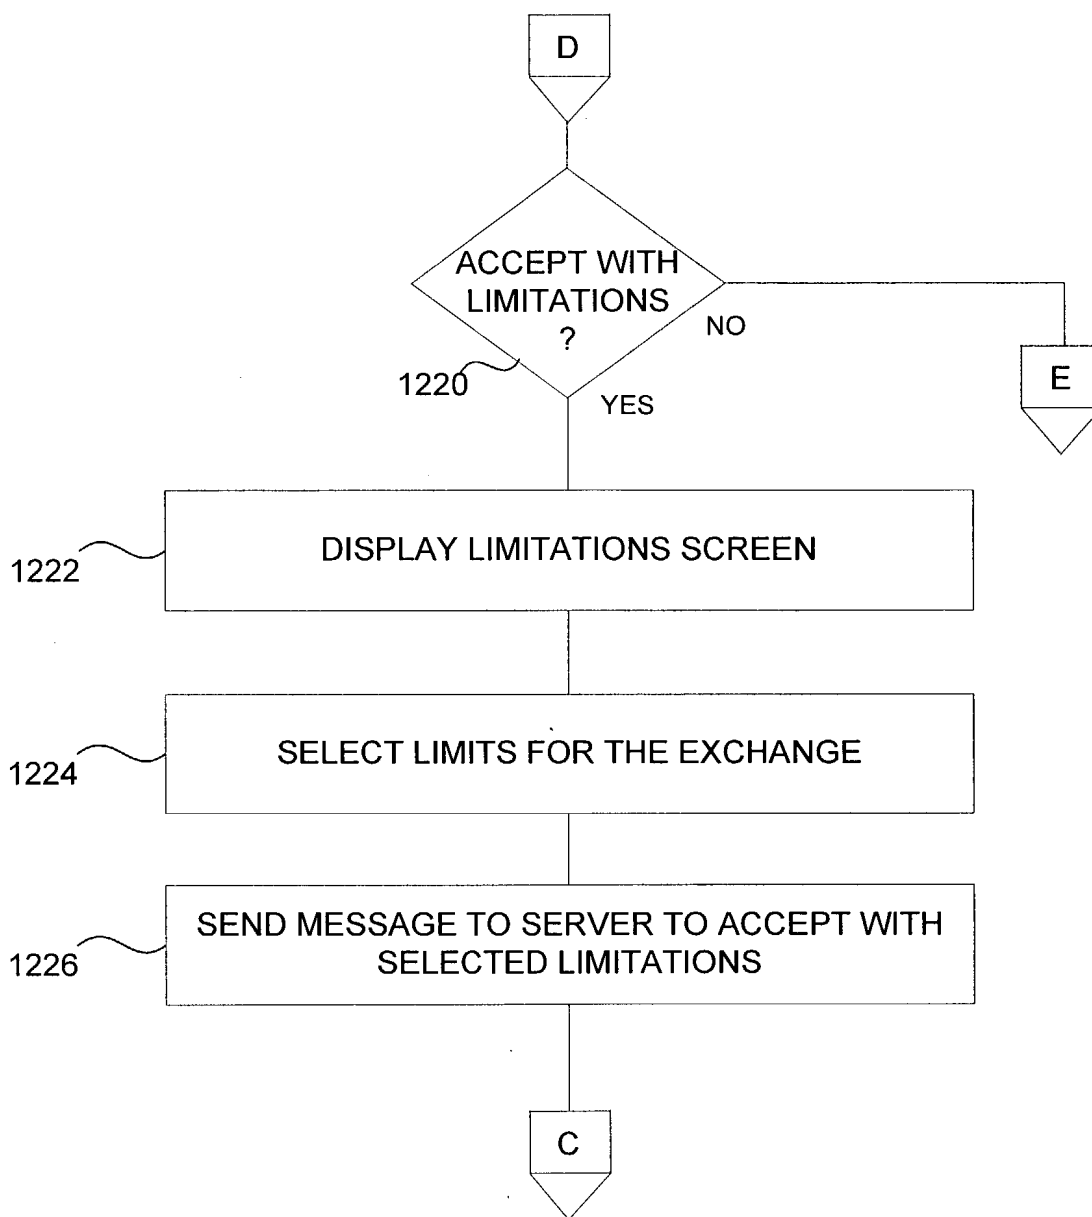 D
ACCEPT WITH
LIMITATIONS
?
NO
1220
E
YES
DISPLAY LIMITATIONS SCREEN
1222
SELECT LIMITS FOR THE EXCHANGE
1224
SEND MESSAGE TO SERVER TO ACCEPT WITH
SELECTED LIMITATIONS
1226
C